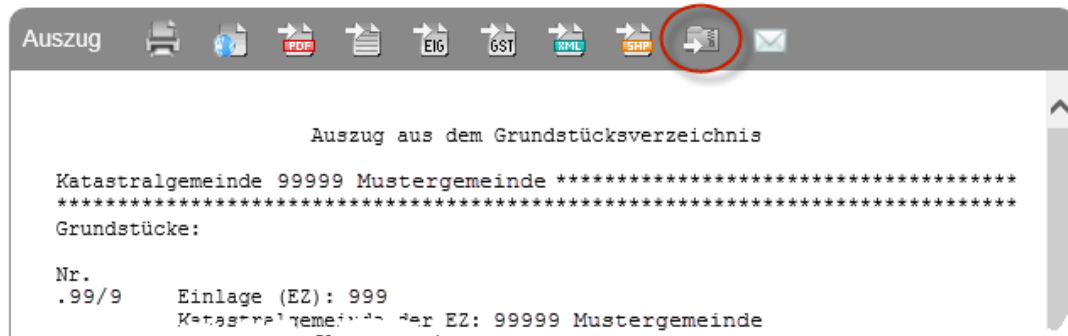 Auszug PDF EIG GST XML SHP
Auszug aus dem Grundstücksverzeichnis
Katastralgemeinde 99999 Mustergemeinde **************************************
*******************************************************************************
Grundstücke:
Nr.
.99/9 Einlage (EZ): 999
der EZ: 99999 Mustergemeinde